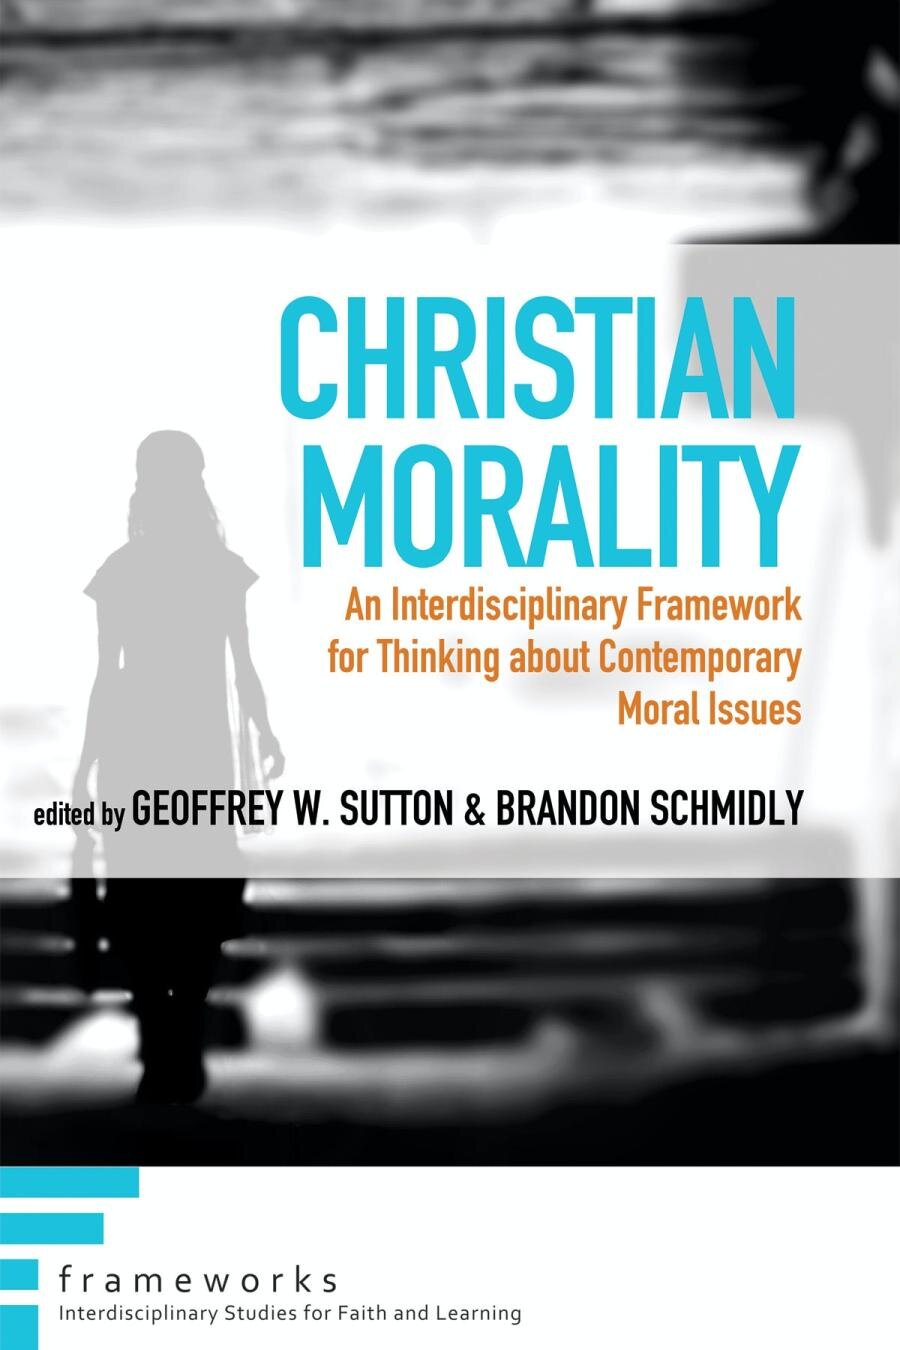 CHRISTIAN
MORALITY
An Interdisciplinary Framework
for Thinking about Contemporary
Moral Issues
edited by GEOFFREY W. SUTTON & BRANDON SCHMIDLY
frameworks
Interdisciplinary Studies for Faith and Learning